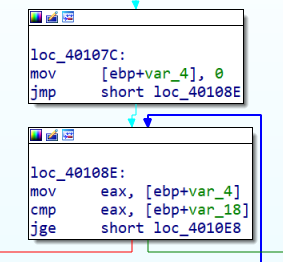 loc_40107C:
mov [ebp+var_4], 0
jmp short loc_40108E
loc_40108E:
mov eax, [ebp+var_4]
cmp eax, [ebp+var_18]
jge short loc_4010E8